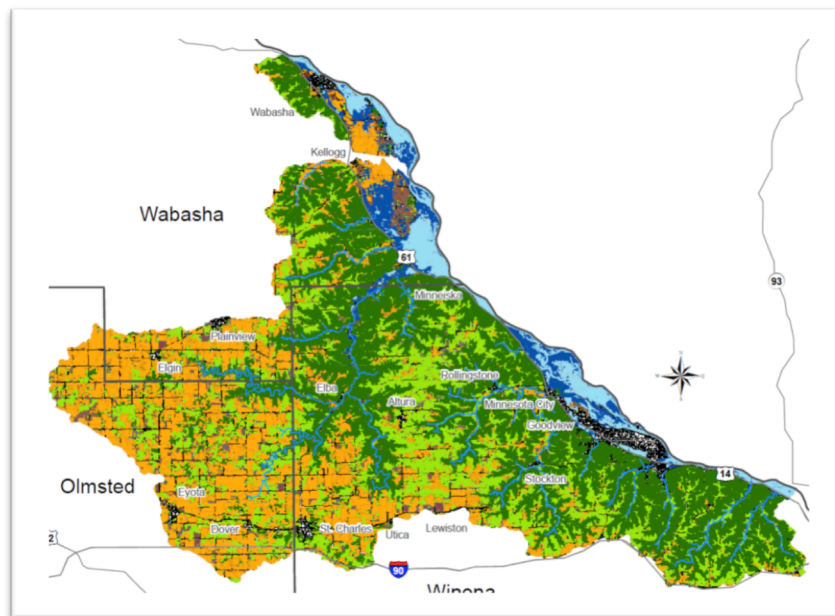 Wabasha
Kellogg
Wabasha
61
93
Minneiska
Plainview
Elgin
Elba
Rollingstone
Altura
Minnesota City
Goodview
14
Stockton
Olmsted
Eyota
Dover
St. Charles
Utica
Lewiston
2
90
Winona